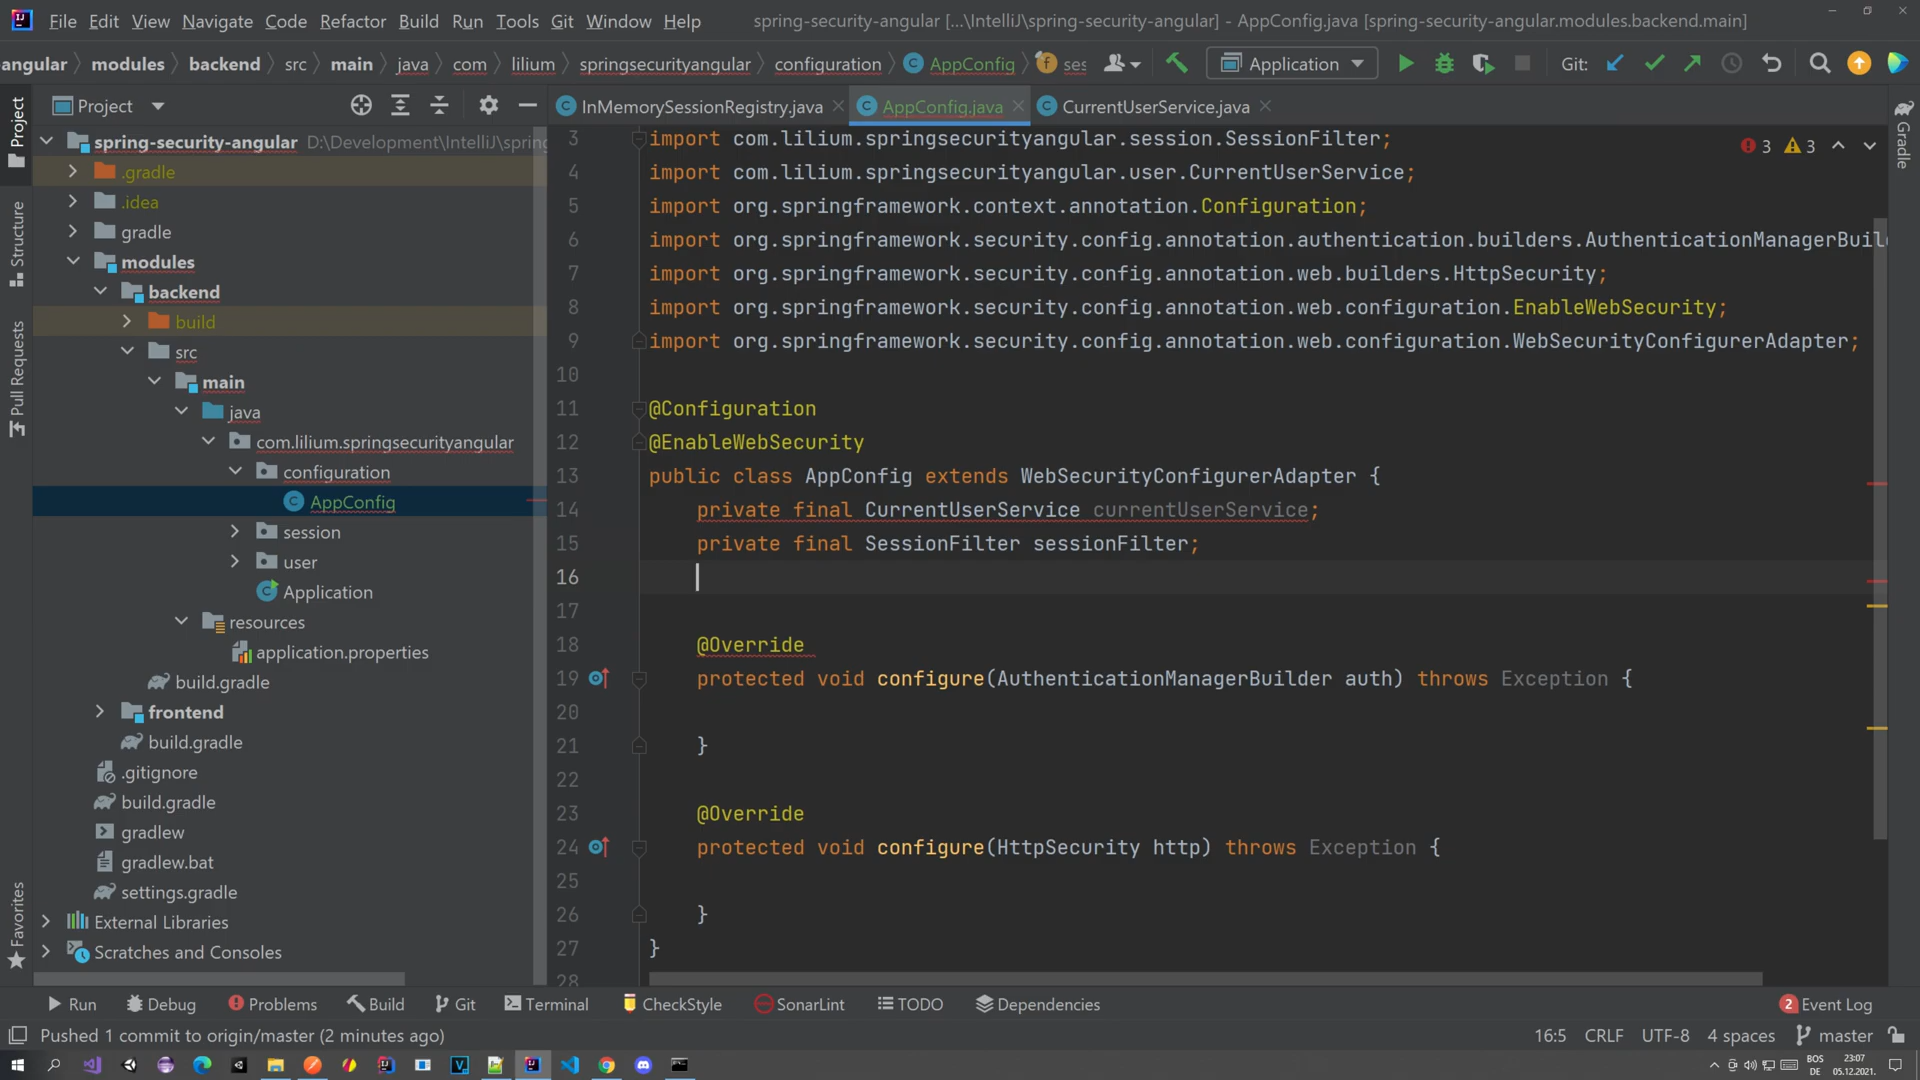 File Edit View Navigate Code Refactor Build Run Tools Git Window Help
spring-security-angular [...\IntelliJ\spring-security-angular] - AppConfig.java [spring-security-angular.modules.backend.main]
angular modules backend src main java com lilium springsecurityangular configuration AppConfig ses
Application
Git:
Project
InMemorySessionRegistry.java
AppConfig.java
CurrentUserService.java
Project
Structure
Pull Requests
Favorites
Gradle
spring-security-angular D:\Development\IntelliJ\spring
.gradle
.idea
gradle
modules
backend
build
src
main
java
com.lilium.springsecurityangular
configuration
AppConfig
session
user
Application
resources
application.properties
build.gradle
frontend
build.gradle
.gitignore
build.gradle
gradlew
gradlew.bat
settings.gradle
External Libraries
Scratches and Consoles
3 3
3 import com.lilium.springsecurityangular.session.SessionFilter;
4 import com.lilium.springsecurityangular.user.CurrentUserService;
5 import org.springframework.context.annotation.Configuration;
6 import org.springframework.security.config.annotation.authentication.builders.AuthenticationManagerBuil
7 import org.springframework.security.config.annotation.web.builders.HttpSecurity;
8 import org.springframework.security.config.annotation.web.configuration.EnableWebSecurity;
9 import org.springframework.security.config.annotation.web.configuration.WebSecurityConfigurerAdapter;
10
11 @Configuration
12 @EnableWebSecurity
13 public class AppConfig extends WebSecurityConfigurerAdapter {
14 private final CurrentUserService currentUserService;
15 private final SessionFilter sessionFilter;
16
17
18 @Override
19 protected void configure(AuthenticationManagerBuilder auth) throws Exception {
20
21 }
22
23 @Override
24 protected void configure(HttpSecurity http) throws Exception {
25
26 }
27 }
28
Run Debug Problems Build Git Terminal CheckStyle SonarLint TODO Dependencies
2 Event Log
Pushed 1 commit to origin/master (2 minutes ago)
16:5 CRLF UTF-8 4 spaces master
BOS
DE
23:07
05.12.2021.